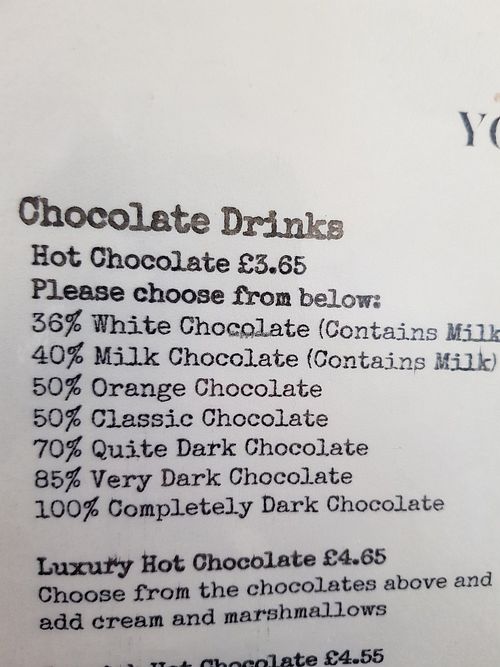 YO
Chocolate Drinks
Hot Chocolate £3.65
Please choose from below:
36% White Chocolate (Contains Milk
40% Milk Chocolate (Contains Milk)
50% Orange Chocolate
50% Classic Chocolate
70% Quite Dark Chocolate
85% Very Dark Chocolate
100% Completely Dark Chocolate
Luxury Hot Chocolate £4.65
Choose from the chocolates above and
add cream and marshmallows
Hot Chocolate £4.55